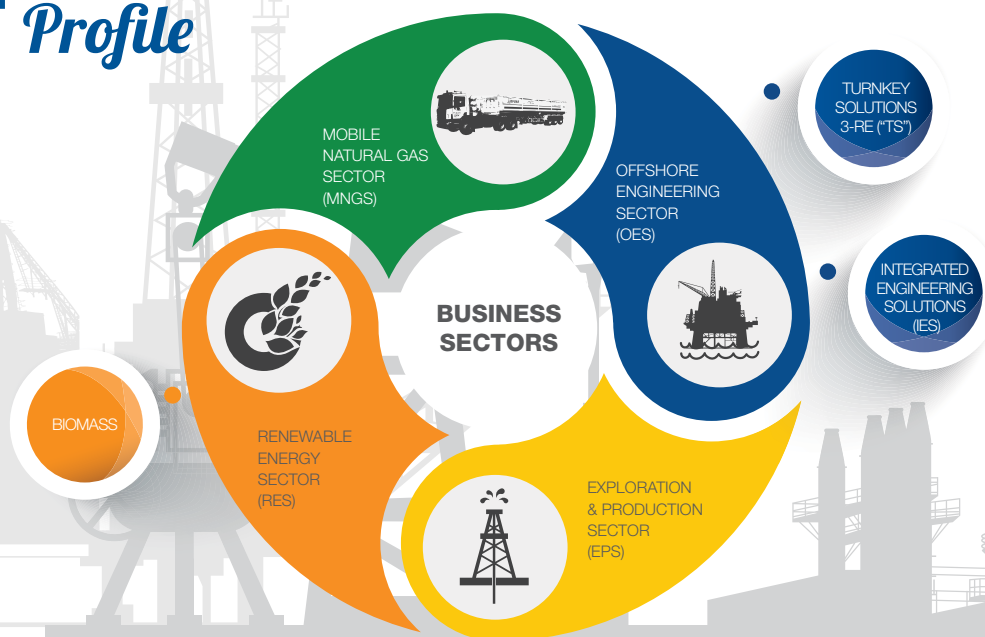 Profile
MOBILE
NATURAL GAS
SECTOR
(MNGS)
OFFSHORE
ENGINEERING
SECTOR
(OES)
TURNKEY
SOLUTIONS
3-RE (“TS”)
INTEGRATED
ENGINEERING
SOLUTIONS
(IES)
BUSINESS
SECTORS
BIOMASS
RENEWABLE
ENERGY
SECTOR
(RES)
EXPLORATION
& PRODUCTION
SECTOR
(EPS)